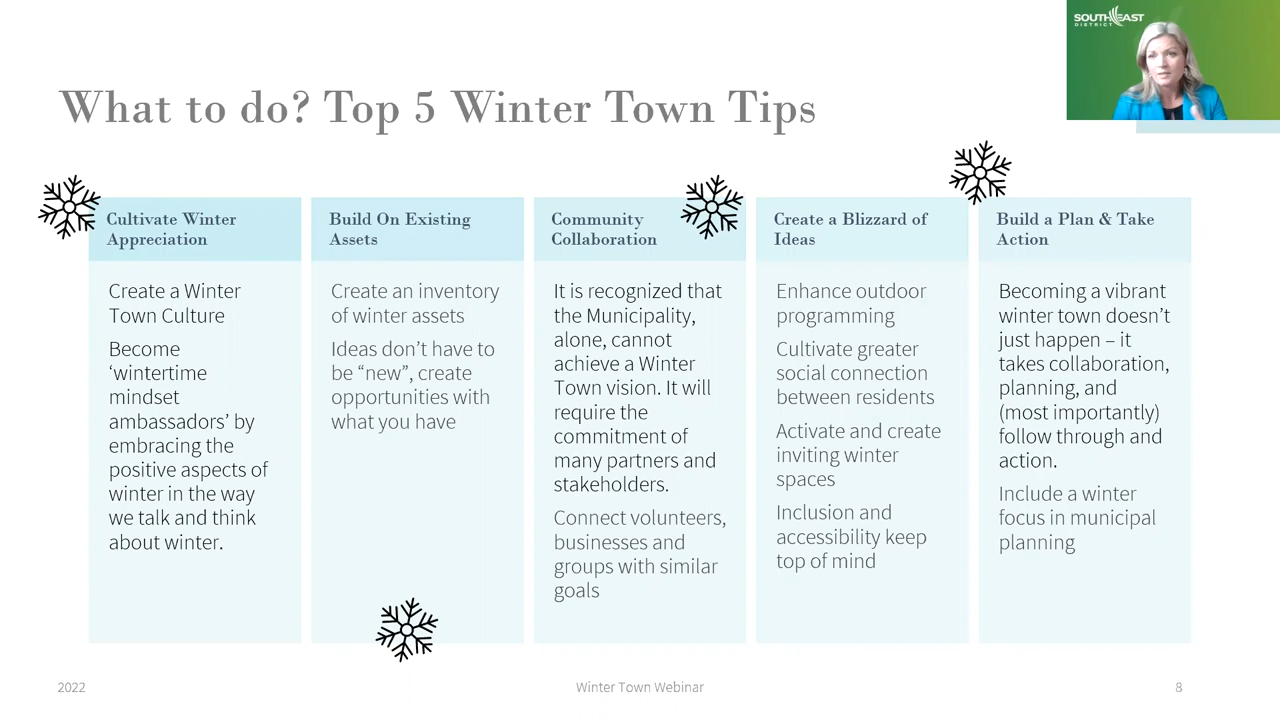 SOUTH EAST
DISTRICT
What to do? Top 5 Winter Town Tips
Cultivate Winter
Appreciation
Create a Winter
Town Culture
Become
‘wintertime
mindset
ambassadors’ by
embracing the
positive aspects of
winter in the way
we talk and think
about winter.
Build On Existing
Assets
Create an inventory
of winter assets
Ideas don’t have to
be “new”, create
opportunities with
what you have
Community
Collaboration
It is recognized that
the Municipality,
alone, cannot
achieve a Winter
Town vision. It will
require the
commitment of
many partners and
stakeholders.
Connect volunteers,
businesses and
groups with similar
goals
Create a Blizzard of
Ideas
Enhance outdoor
programming
Cultivate greater
social connection
between residents
Activate and create
inviting winter
spaces
Inclusion and
accessibility keep
top of mind
Build a Plan & Take
Action
Becoming a vibrant
winter town doesn’t
just happen – it
takes collaboration,
planning, and
(most importantly)
follow through and
action.
Include a winter
focus in municipal
planning
2022
Winter Town Webinar
8